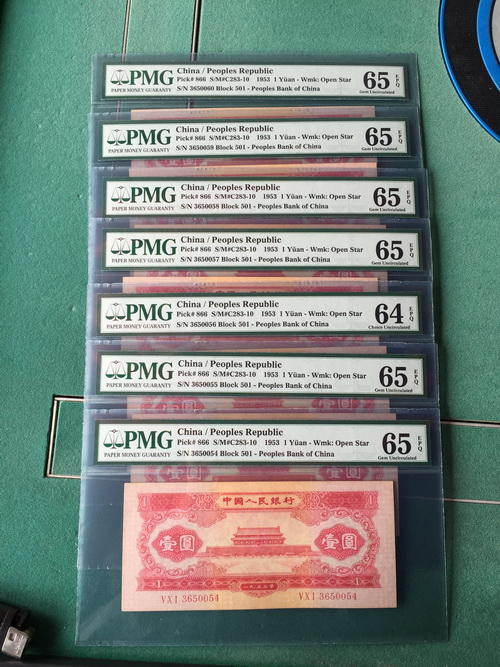 PMG
PAPER MONEY GUARANTY
China / Peoples Republic
Pick# 866 S/M#C283-10 1953 1 Yüan - Wmk: Open Star
S/N 3650060 Block 501 - Peoples Bank of China
65 EPQ
Gem Uncirculated
PMG
PAPER MONEY GUARANTY
China / Peoples Republic
Pick# 866 S/M#C283-10 1953 1 Yüan - Wmk: Open Star
S/N 3650059 Block 501 - Peoples Bank of China
65 EPQ
Gem Uncirculated
PMG
PAPER MONEY GUARANTY
China / Peoples Republic
Pick# 866 S/M#C283-10 1953 1 Yüan - Wmk: Open Star
S/N 3650058 Block 501 - Peoples Bank of China
65 EPQ
Gem Uncirculated
PMG
PAPER MONEY GUARANTY
China / Peoples Republic
Pick# 866 S/M#C283-10 1953 1 Yüan - Wmk: Open Star
S/N 3650057 Block 501 - Peoples Bank of China
65 EPQ
Gem Uncirculated
PMG
PAPER MONEY GUARANTY
China / Peoples Republic
Pick# 866 S/M#C283-10 1953 1 Yüan - Wmk: Open Star
S/N 3650056 Block 501 - Peoples Bank of China
64 EPQ
Choice Uncirculated
PMG
PAPER MONEY GUARANTY
China / Peoples Republic
Pick# 866 S/M#C283-10 1953 1 Yüan - Wmk: Open Star
S/N 3650055 Block 501 - Peoples Bank of China
65 EPQ
Gem Uncirculated
PMG
PAPER MONEY GUARANTY
China / Peoples Republic
Pick# 866 S/M#C283-10 1953 1 Yüan - Wmk: Open Star
S/N 3650054 Block 501 - Peoples Bank of China
65 EPQ
Gem Uncirculated
壹圓
中国人民银行
壹 圓
一九五三年
VX I 3650054 VX I 3650054